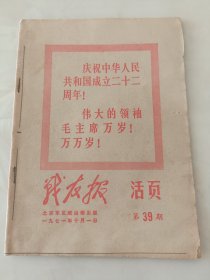 庆祝中华人民
共和国成立二十二
周年！
伟大的领袖
毛主席万岁！
万万岁！
战友报 活页
北京军区政治部出版
一九七一年十月一日
第39期